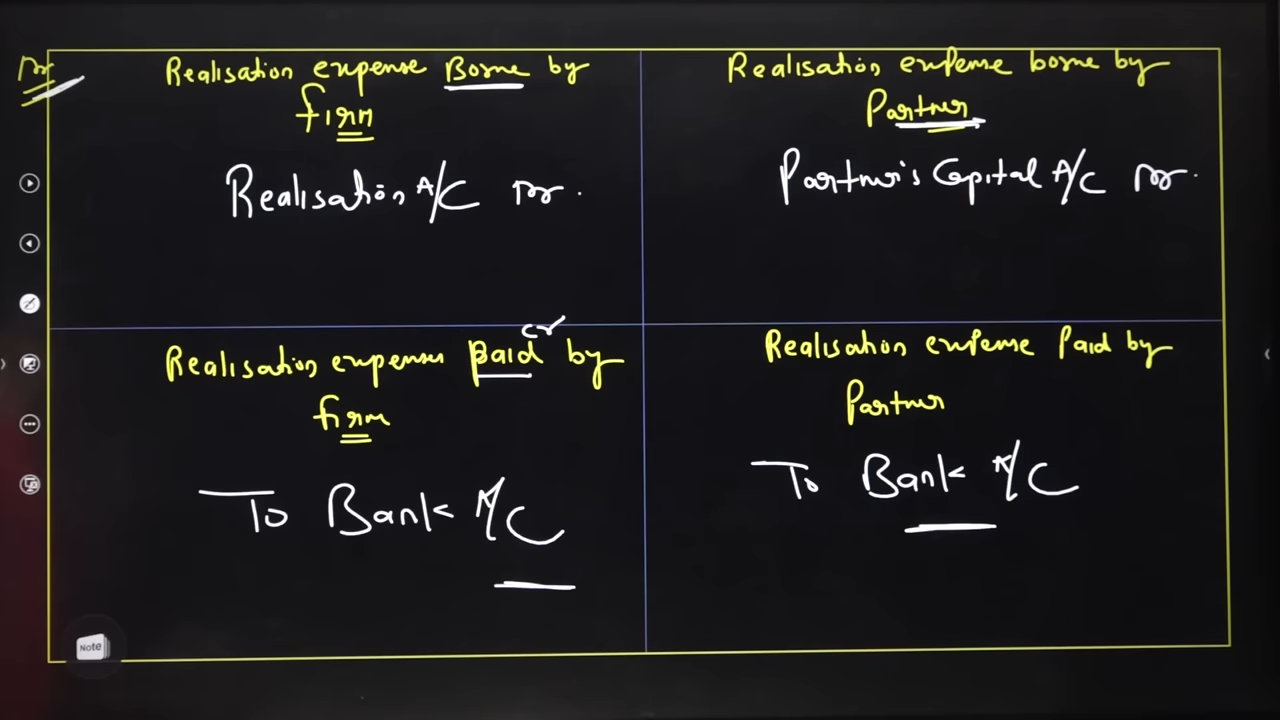 Dr
Realisation expense Borne by
firm
Realisation A/C Dr.
Realisation expense borne by
Partner
Partner's Capital A/C Dr.
cr
Realisation expenses paid by
firm
To Bank A/C
Realisation expense Paid by
Partner
To Bank A/C
Note